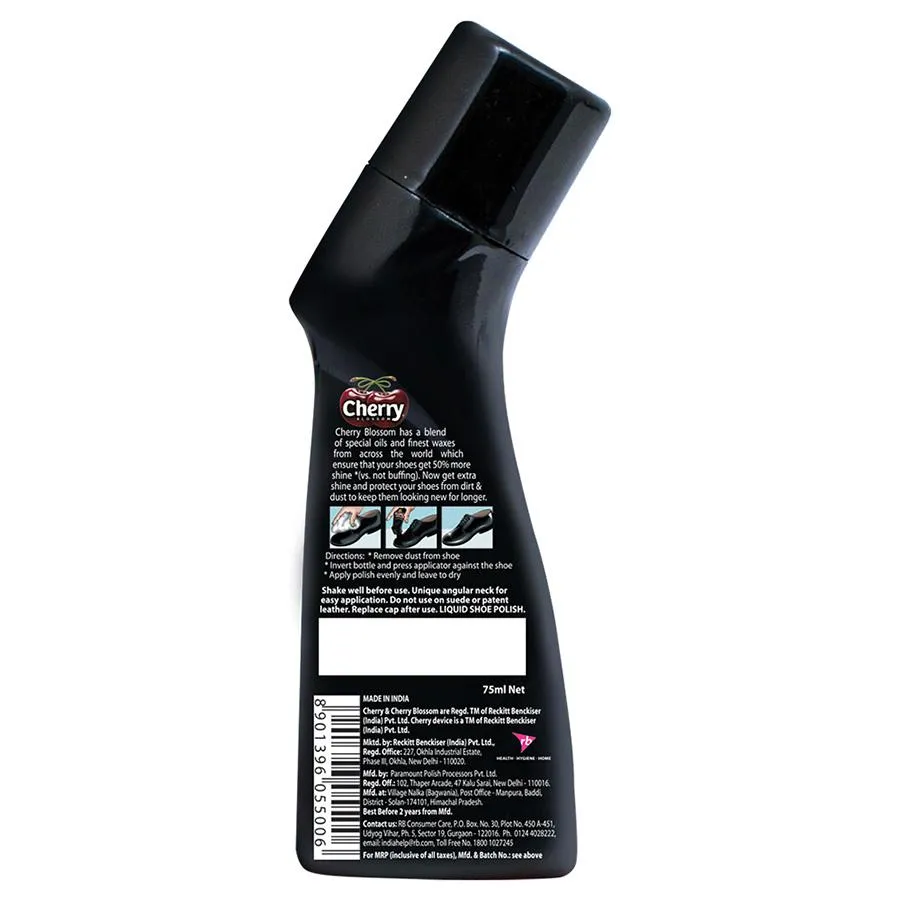 Cherry
BLOSSOM
Cherry Blossom has a blend
of special oils and finest waxes
from across the world which
ensure that your shoes get 50% more
shine *(vs. not buffing). Now get extra
shine and protect your shoes from dirt &
dust to keep them looking new for longer.
Directions: * Remove dust from shoe
* Invert bottle and press applicator against the shoe
* Apply polish evenly and leave to dry
Shake well before use. Unique angular neck for
easy application. Do not use on suede or patent
leather. Replace cap after use. LIQUID SHOE POLISH.
75ml Net
8901396055006
MADE IN INDIA
Cherry & Cherry Blossom are Regd. TM of Reckitt Benckiser
(India) Pvt. Ltd. Cherry device is a TM of Reckitt Benckiser
(India) Pvt. Ltd.
Mktd. by: Reckitt Benckiser (India) Pvt. Ltd.,
Regd. Office: 227, Okhla Industrial Estate,
Phase III, Okhla, New Delhi - 110020.
rb
HEALTH · HYGIENE · HOME
Mfd. by: Paramount Polish Processors Pvt. Ltd.
Regd. Off.: 102, Thaper Arcade, 47 Kalu Sarai, New Delhi - 110016.
Mfd. at: Village Nalka (Bagwania), Post Office - Manpura, Baddi,
District - Solan-174101, Himachal Pradesh.
Best Before 2 years from Mfd.
Contact us: RB Consumer Care, P.O. Box. No. 30, Plot No. 450 A-451,
Udyog Vihar, Ph. 5, Sector 19, Gurgaon - 122016. Ph. 0124 4028222,
email: indiahelp@rb.com. Toll Free No. 1800 1027245
For MRP (inclusive of all taxes), Mfd. & Batch No.: see above